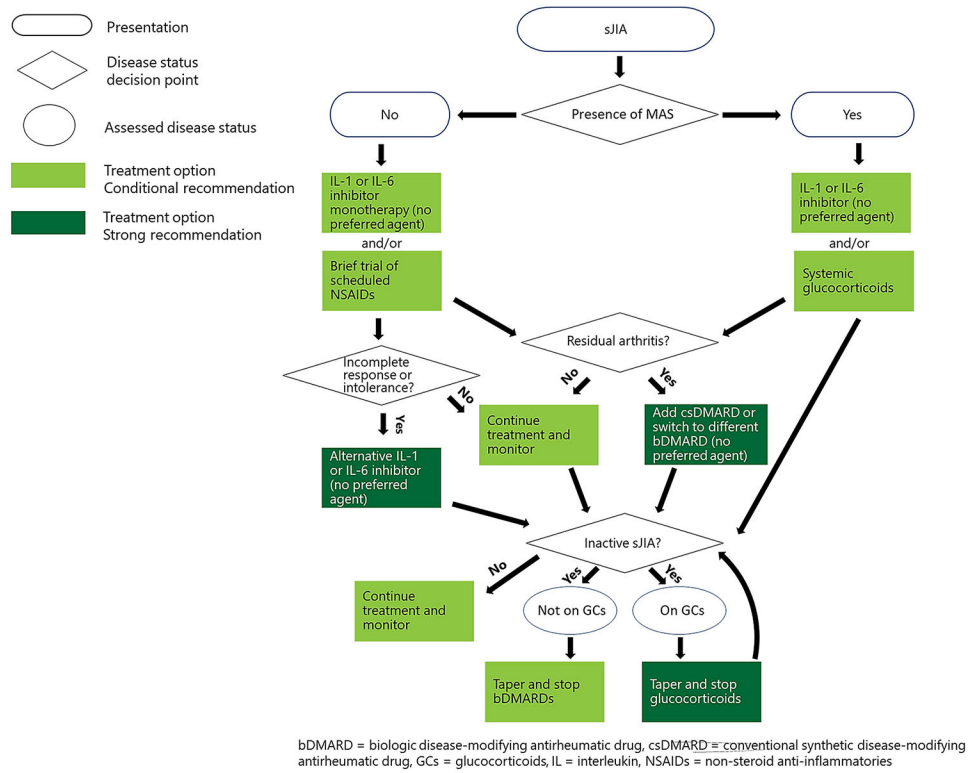 Presentation
Disease status
decision point
Assessed disease status
Treatment option
Conditional recommendation
Treatment option
Strong recommendation
sJIA
Presence of MAS
No
Yes
IL-1 or IL-6
inhibitor
monotherapy (no
preferred agent)
and/or
Brief trial of
scheduled
NSAIDs
IL-1 or IL-6
inhibitor (no
preferred agent)
and/or
Systemic
glucocorticoids
Residual arthritis?
No
Yes
Incomplete
response or
intolerance?
No
Yes
Continue
treatment and
monitor
Add csDMARD or
switch to different
bDMARD (no
preferred agent)
Alternative IL-1
or IL-6 inhibitor
(no preferred
agent)
Inactive sJIA?
No
Yes
Yes
Continue
treatment and
monitor
Not on GCs
On GCs
Taper and stop
bDMARDs
Taper and stop
glucocorticoids
bDMARD = biologic disease-modifying antirheumatic drug, csDMARD = conventional synthetic disease-modifying
antirheumatic drug, GCs = glucocorticoids, IL = interleukin, NSAIDs = non-steroid anti-inflammatories